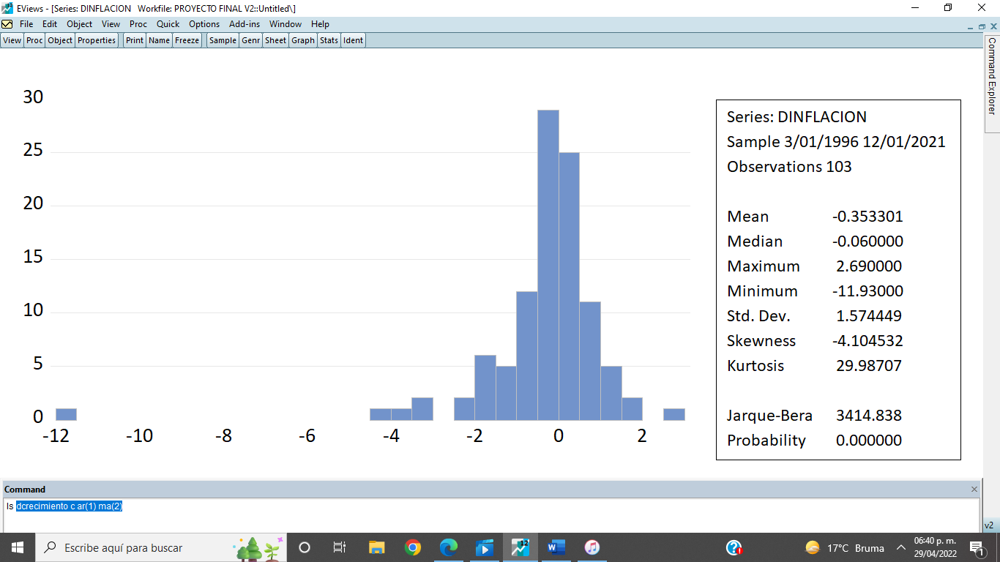 EViews - [Series: DINFLACION   Workfile: PROYECTO FINAL V2::Untitled\]
File Edit Object View Proc Quick Options Add-ins Window Help
View Proc Object Properties Print Name Freeze Sample Genr Sheet Graph Stats Ident
Command Explorer
30
25
20
15
10
5
0
-12 -10 -8 -6 -4 -2 0 2
Series: DINFLACION
Sample 3/01/1996 12/01/2021
Observations 103
Mean -0.353301
Median -0.060000
Maximum 2.690000
Minimum -11.93000
Std. Dev. 1.574449
Skewness -4.104532
Kurtosis 29.98707
Jarque-Bera 3414.838
Probability 0.000000
Command
ls dcrecimiento c ar(1) ma(2)
v2
Escribe aquí para buscar
12
17°C Bruma
06:40 p. m.
29/04/2022
1